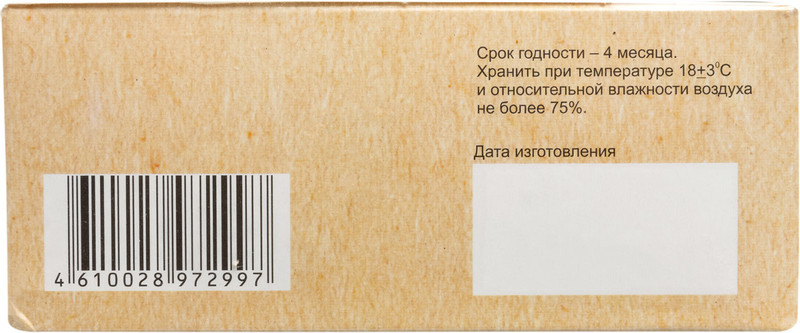 Срок годности – 4 месяца.
Хранить при температуре 18±3⁰С
и относительной влажности воздуха
не более 75%.
Дата изготовления
4 610028 972997